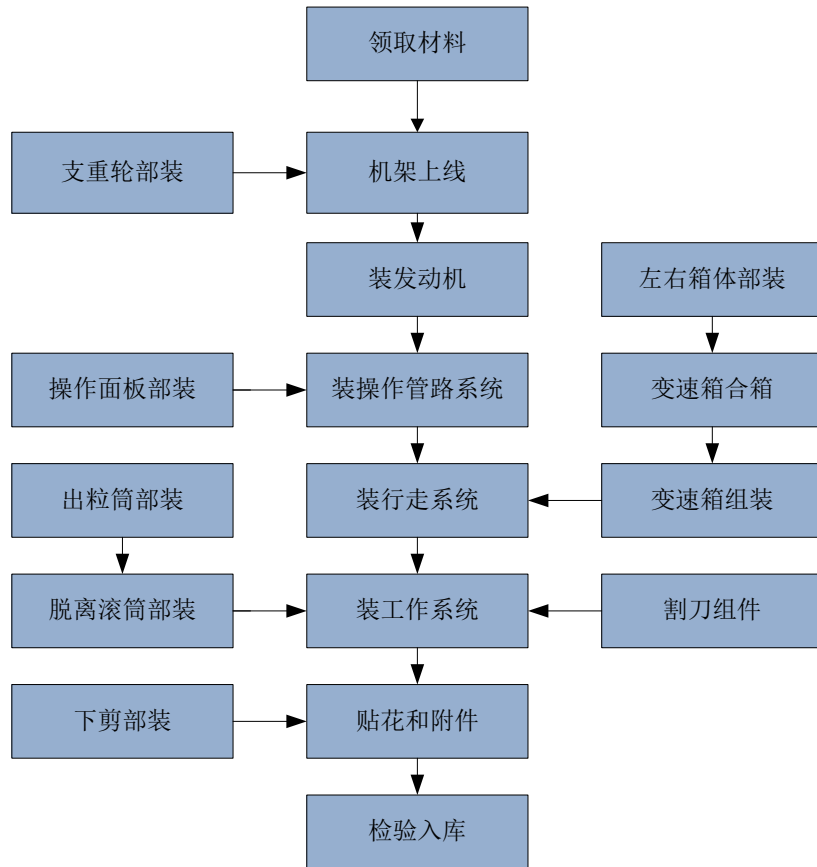 领取材料
支重轮部装
机架上线
装发动机
左右箱体部装
操作面板部装
装操作管路系统
变速箱合箱
出粒筒部装
装行走系统
变速箱组装
脱离滚筒部装
装工作系统
割刀组件
下剪部装
贴花和附件
检验入库